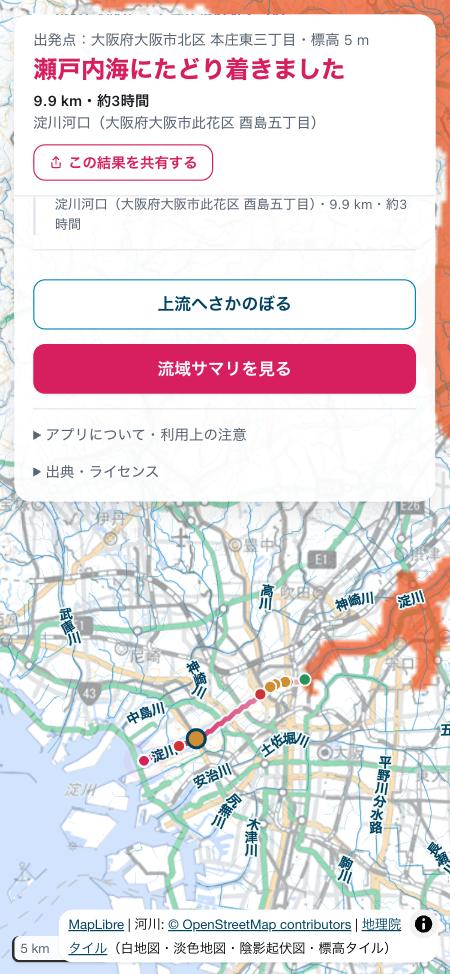 出発点：大阪府大阪市北区 本庄東三丁目・標高 5 m
瀬戸内海にたどり着きました
9.9 km・約3時間
淀川河口（大阪府大阪市此花区 酉島五丁目）
この結果を共有する
淀川河口（大阪府大阪市此花区 酉島五丁目）・9.9 km・約3
時間
上流へさかのぼる
流域サマリを見る
▶ アプリについて・利用上の注意
▶ 出典・ライセンス
E26
伊丹
豊中
E1
高川
吹田
神崎川
淀川
武庫川
尼崎
神崎川
43
中島川
淀川
土佐堀川
大阪
安治川
淀川
尻無川
木津川
平野川分水路
駒川
MapLibre | 河川: © OpenStreetMap contributors | 地理院
タイル（白地図・淡色地図・陰影起伏図・標高タイル）
5 km